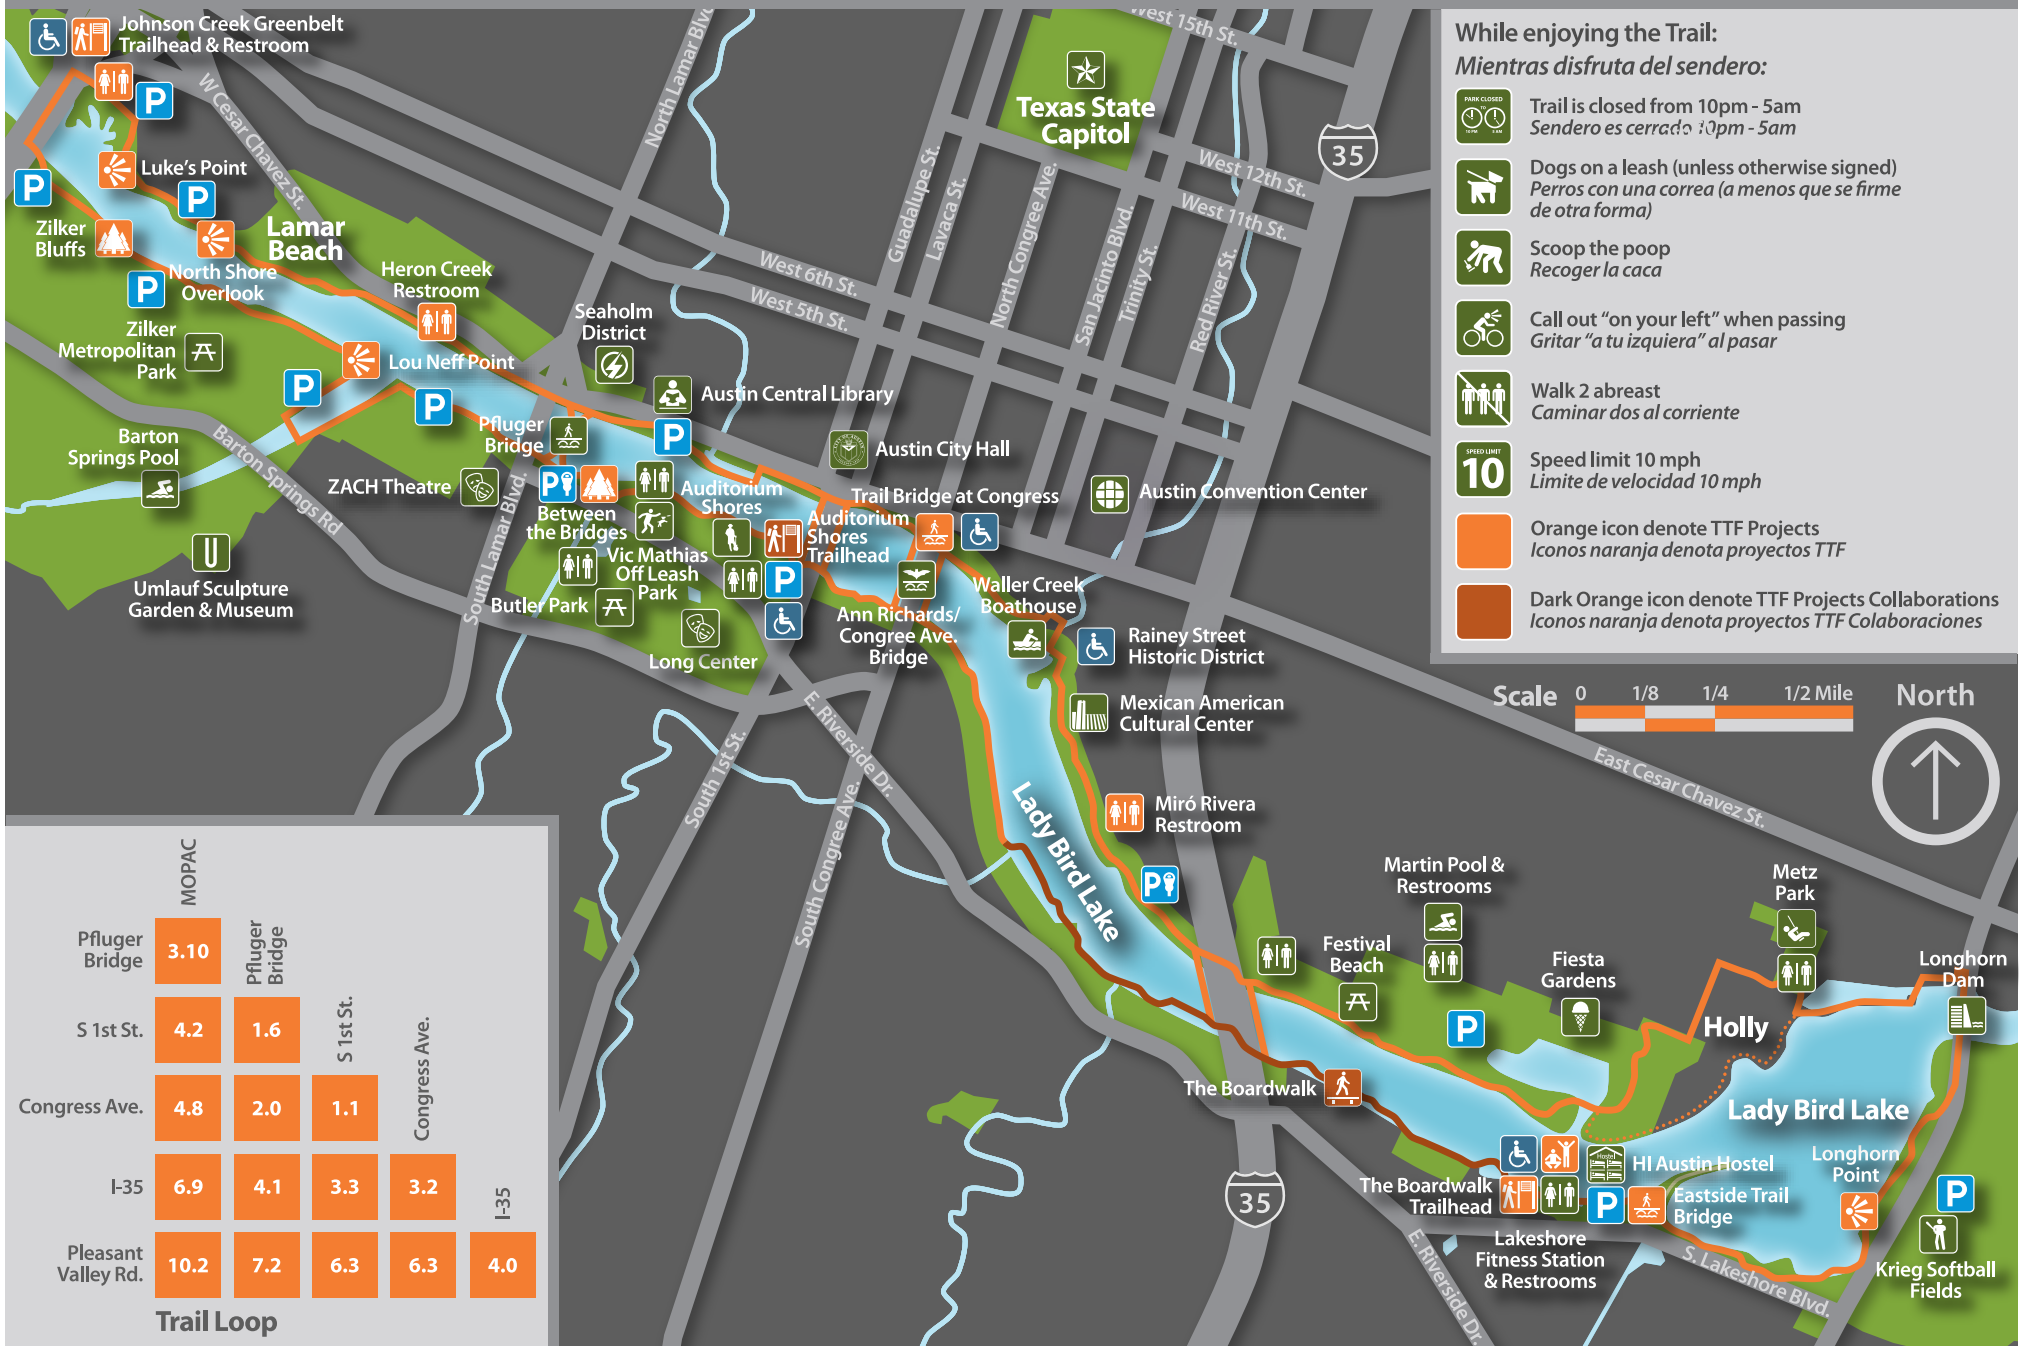 Johnson Creek Greenbelt
Trailhead & Restroom
P
W Cesar Chavez St.
North Lamar Blvd
West 15th St.
Texas State
Capitol
35
Luke's Point
P
P
Zilker
Bluffs
Lamar
Beach
North Shore
Overlook
P
Heron Creek
Restroom
Guadalupe St.
Lavaca St.
North Congree Ave.
San Jacinto Blvd.
Trinity St.
Red River St.
West 12th St.
West 11th St.
West 6th St.
West 5th St.
Zilker
Metropolitan
Park
Seaholm
District
Lou Neff Point
P
P
Austin Central Library
Pfluger
Bridge
P
Barton
Springs Pool
Barton Springs Rd
ZACH Theatre
South Lamar Blvd.
P
Between
the Bridges
Auditorium
Shores
Austin City Hall
Trail Bridge at Congress
Austin Convention Center
Auditorium
Shores
Trailhead
Vic Mathias
Off Leash
Park
P
Umlauf Sculpture
Garden & Museum
Butler Park
Long Center
Ann Richards/
Congree Ave.
Bridge
Waller Creek
Boathouse
Rainey Street
Historic District
Mexican American
Cultural Center
South 1st St.
E. Riverside Dr.
South Congree Ave.
Lady Bird Lake
Miró Rivera
Restroom
P
East Cesar Chavez St.
Martin Pool &
Restrooms
Festival
Beach
Fiesta
Gardens
P
Metz
Park
Holly
Longhorn
Dam
The Boardwalk
Lady Bird Lake
Hostel
HI Austin Hostel
The Boardwalk
Trailhead
P
Eastside Trail
Bridge
Longhorn
Point
P
Lakeshore
Fitness Station
& Restrooms
S. Lakeshore Blvd.
Krieg Softball
Fields
35
E. Riverside Dr.
While enjoying the Trail:
Mientras disfruta del sendero:
PARK CLOSED
TO
10 PM 5 AM
Trail is closed from 10pm - 5am
Sendero es cerrado 10pm - 5am
Dogs on a leash (unless otherwise signed)
Perros con una correa (a menos que se firme
de otra forma)
Scoop the poop
Recoger la caca
Call out “on your left” when passing
Gritar “a tu izquiera” al pasar
Walk 2 abreast
Caminar dos al corriente
SPEED LIMIT
10
Speed limit 10 mph
Limite de velocidad 10 mph
Orange icon denote TTF Projects
Iconos naranja denota proyectos TTF
Dark Orange icon denote TTF Projects Collaborations
Iconos naranja denota proyectos TTF Colaboraciones
Scale 0 1/8 1/4 1/2 Mile
North
MOPAC
Pfluger
Bridge
3.10
Pfluger
Bridge
S 1st St. 4.2 1.6
S 1st St.
Congress Ave. 4.8 2.0 1.1
Congress Ave.
I-35 6.9 4.1 3.3 3.2
I-35
Pleasant
Valley Rd.
10.2 7.2 6.3 6.3 4.0
Trail Loop